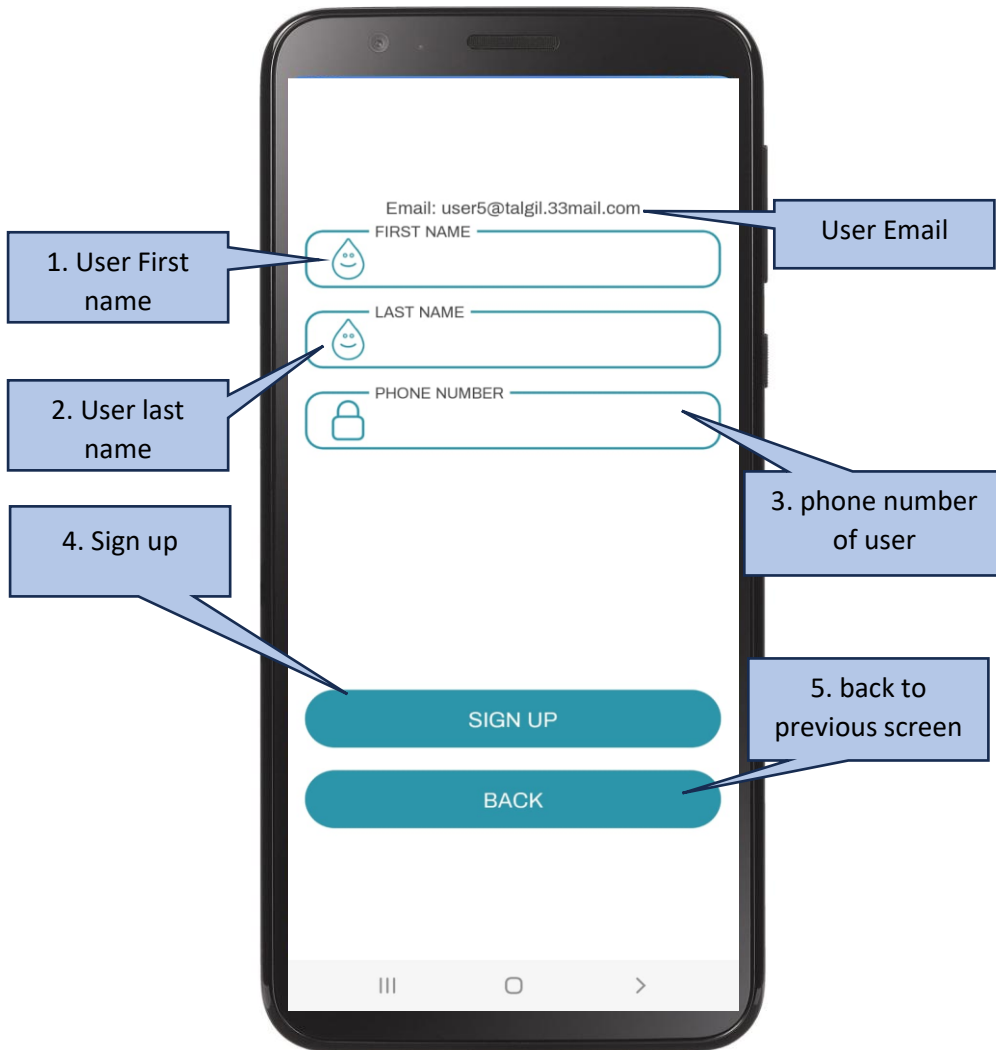 Email: user5@talgil.33mail.com
User Email
FIRST NAME
1. User First
name
LAST NAME
2. User last
name
PHONE NUMBER
3. phone number
of user
4. Sign up
SIGN UP
5. back to
previous screen
BACK